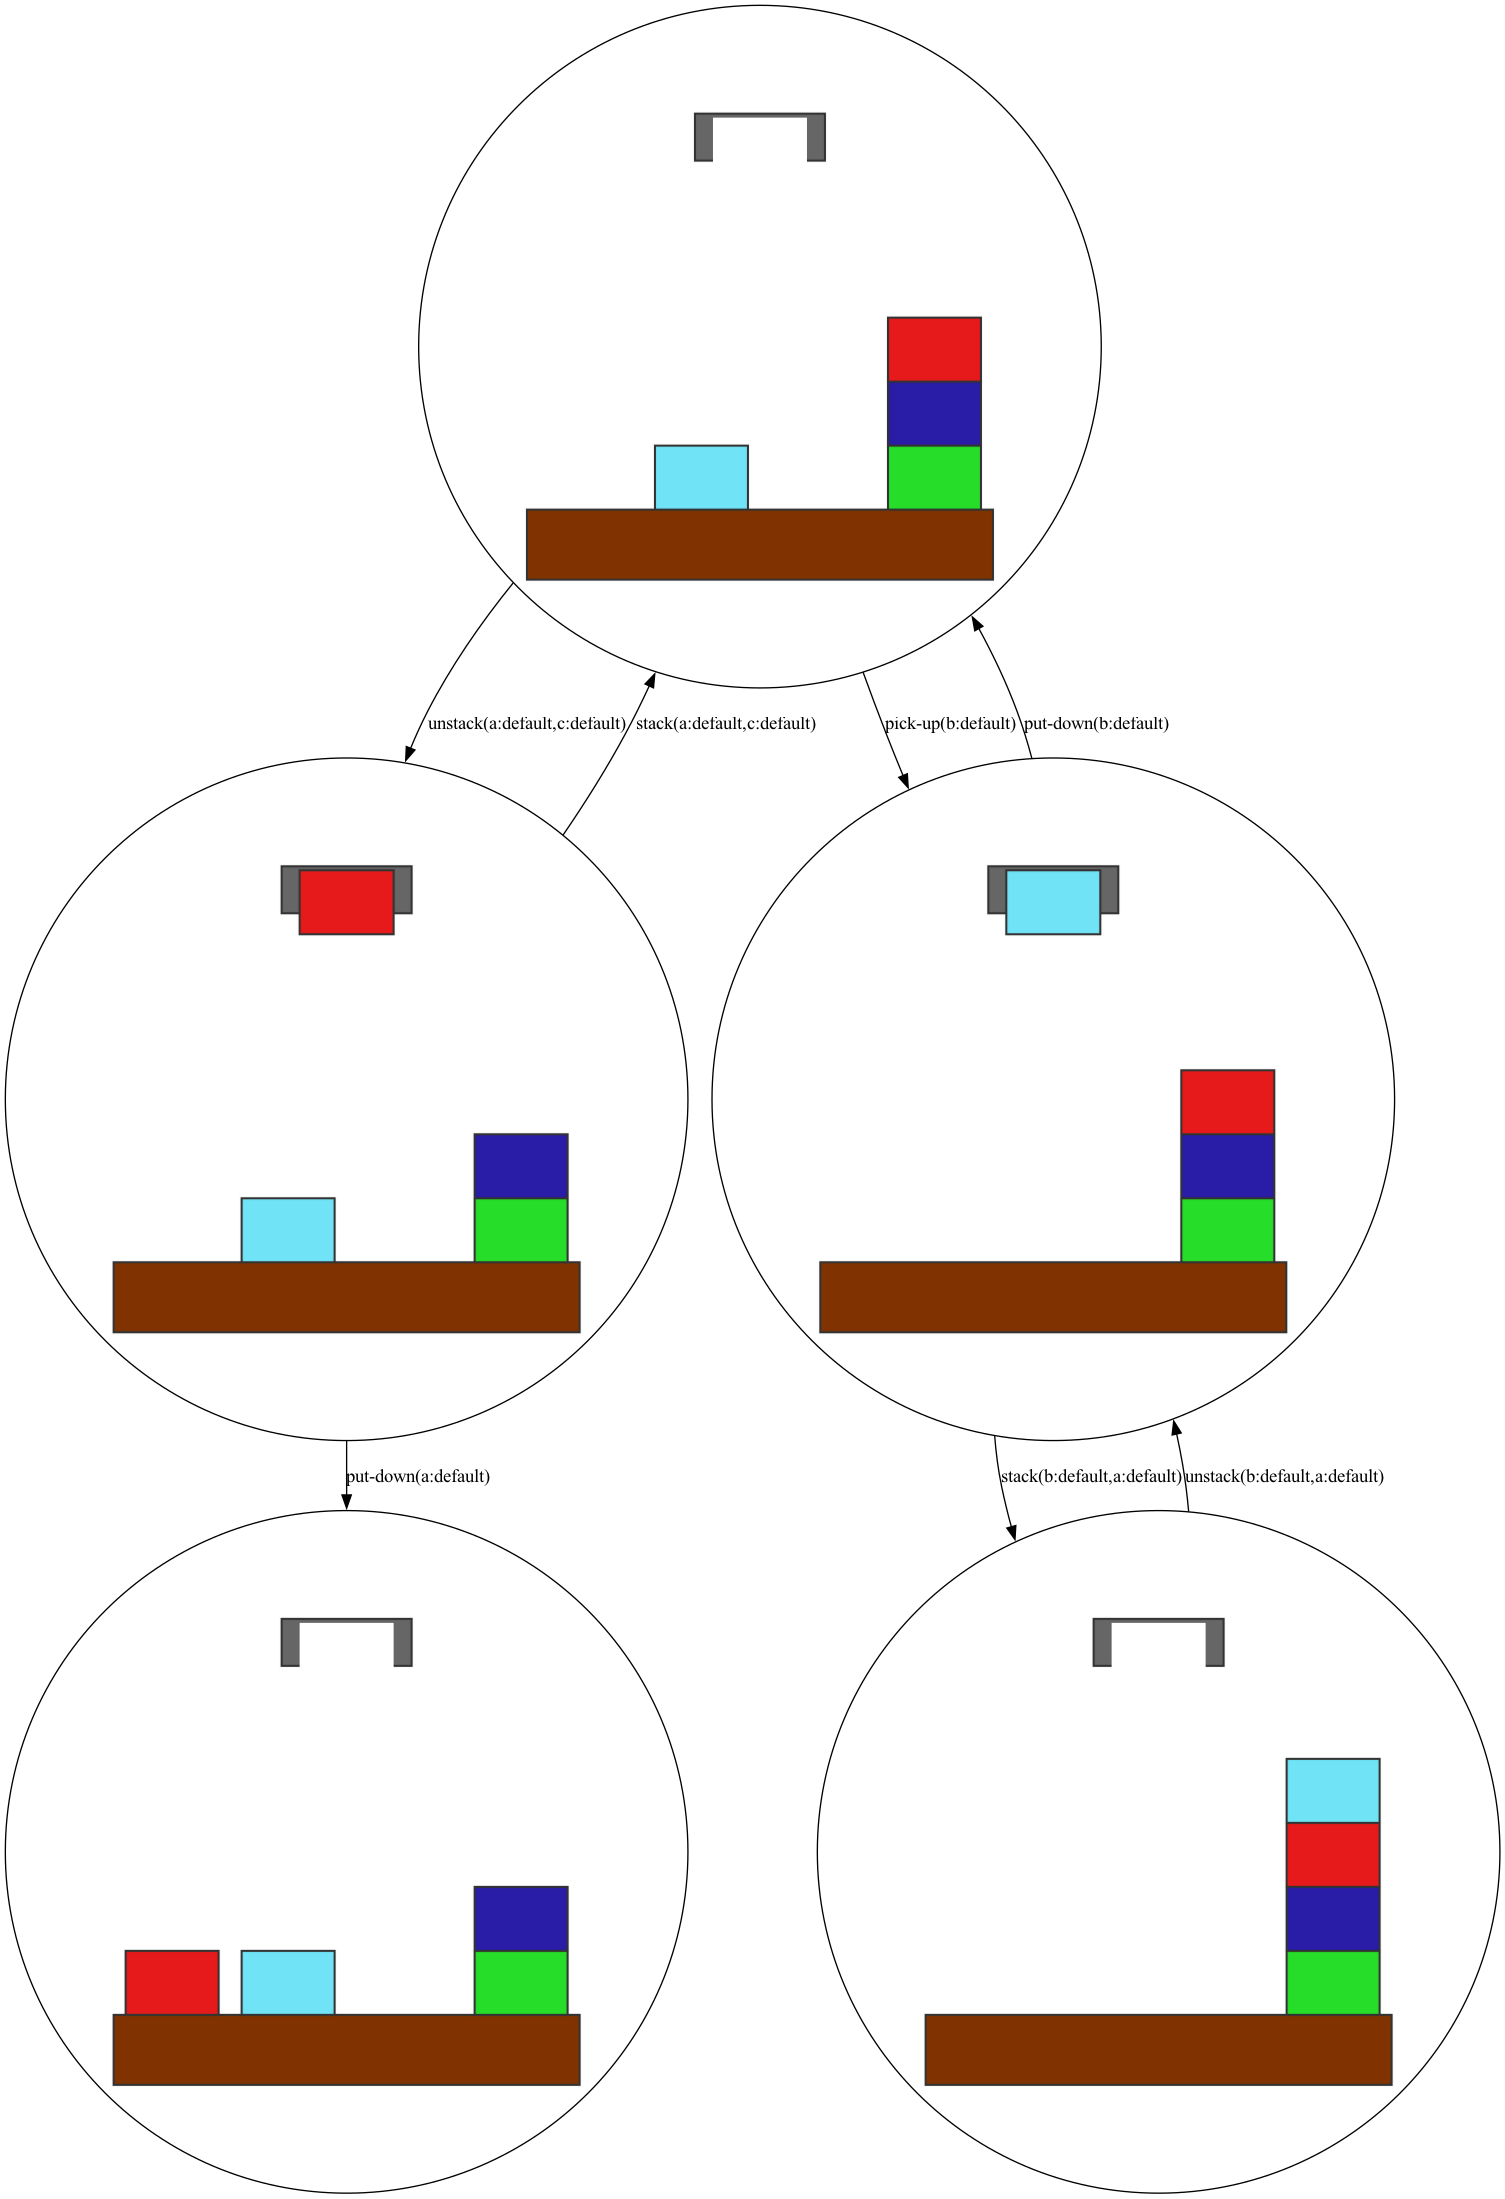 unstack(a:default,c:default)
stack(a:default,c:default)
pick-up(b:default)
put-down(b:default)
put-down(a:default)
stack(b:default,a:default)
unstack(b:default,a:default)